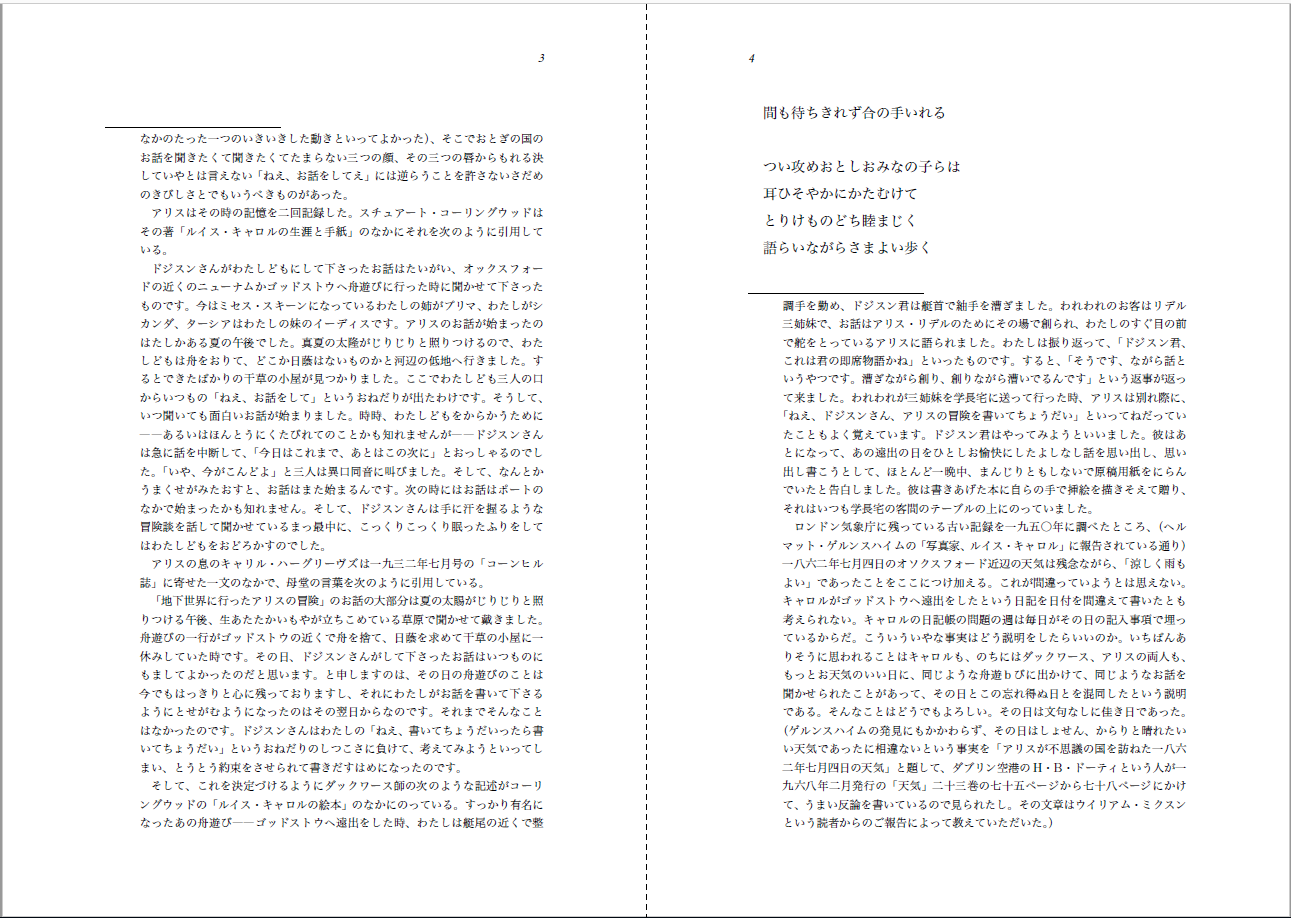 3
なかのたった一つのいきいきした動きといってよかった)、そこでおとぎの国の
お話を聞きたくて聞きたくてたまらない三つの顔、その三つの唇からもれる決
していやとは言えない「ねえ、お話をしてえ」には逆らうことを許さないさだめ
のきびしさとでもいうべきものがあった。
アリスはその時の記憶を二回記録した。スチュアート・コーリングウッドは
その著「ルイス・キャロルの生涯と手紙」のなかにそれを次のように引用して
いる。
ドジスンさんがわたしどもにして下さったお話はたいがい、オックスフォー
ドの近くのニューナムかゴッドストウへ舟遊びに行った時に聞かせて下さった
ものです。今はミセス・スキーンになっているわたしの姉がプリマ、わたしがシ
カンダ、ターシアはわたしの妹のイーディスです。アリスのお話が始まったの
はたしかある夏の午後でした。真夏の太隆がじりじりと照りつけるので、わた
しどもは舟をおりて、どこか日蔭はないものかと河辺の低地へ行きました。す
るとできたばかりの干草の小屋が見つかりました。ここでわたしども三人の口
からいつもの「ねえ、お話をして」というおねだりが出たわけです。そうして、
いつ聞いても面白いお話が始まりました。時時、わたしどもをからかうために
――あるいはほんとうにくたびれてのことかも知れませんが――ドジスンさん
は急に話を中断して、「今日はこれまで、あとはこの次に」とおっしゃるのでし
た。「いや、今がこんどよ」と三人は異口同音に叫びました。そして、なんとか
うまくせがみたおすと、お話はまた始まるんです。次の時にはお話はボートの
なかで始まったかも知れません。そして、ドジスンさんは手に汗を握るような
冒険談を話して聞かせているまっ最中に、こっくりこっくり眠ったふりをして
はわたしどもをおどろかすのでした。
アリスの息のキャリル・ハーグリーヴズは一九三二年七月号の「コーンヒル
誌」に寄せた一文のなかで、母堂の言葉を次のように引用している。
「地下世界に行ったアリスの冒険」のお話の大部分は夏の太賜がじりじりと照
りつける午後、生あたたかいもやが立ちこめている草原で聞かせて戴きました。
舟遊びの一行がゴッドストウの近くで舟を捨て、日蔭を求めて干草の小屋に一
休みしていた時です。その日、ドジスンさんがして下さったお話はいつものに
もましてよかったのだと思います。と申しますのは、その日の舟遊びのことは
今でもはっきりと心に残っておりますし、それにわたしがお話を書いて下さる
ようにとせがむようになったのはその翌日からなのです。それまでそんなこと
はなかったのです。ドジスンさんはわたしの「ねえ、書いてちょうだいったら書
いてちょうだい」というおねだりのしつこさに負けて、考えてみようといってし
まい、とうとう約束をさせられて書きだすはめになったのです。
そして、これを決定づけるようにダックワース師の次のような記述がコーリ
ングウッドの「ルイス・キャロルの絵本」のなかにのっている。すっかり有名に
なったあの舟遊び――ゴッドストウへ遠出をした時、わたしは艇尾の近くで整
4
間も待ちきれず合の手いれる
つい攻めおとしおみなの子らは
耳ひそやかにかたむけて
とりけものどち睦まじく
語らいながらさまよい歩く
調手を勤め、ドジスン君は艇首で舳手を漕ぎました。われわれのお客はリデル
三姉妹で、お話はアリス・リデルのためにその場で創られ、わたしのすぐ目の前
で舵をとっているアリスに語られました。わたしは振り返って、「ドジスン君、
これは君の即席物語かね」といったものです。すると、「そうです、ながら話と
いうやつです。漕ぎながら創り、創りながら漕いでるんです」という返事が返っ
て来ました。われわれが三姉妹を学長宅に送って行った時、アリスは別れ際に、
「ねえ、ドジスンさん、アリスの冒険を書いてちょうだい」といってねだってい
たこともよく覚えています。ドジスン君はやってみようといいました。彼はあ
とになって、あの遠出の日をひとしお愉快にしたよしなし話を思い出し、思い
出し書こうとして、ほとんど一晩中、まんじりともしないで原稿用紙をにらん
でいたと告白しました。彼は書きあげた本に自らの手で挿絵を描きそえて贈り、
それはいつも学長宅の客間のテーブルの上にのっていました。
ロンドン気象庁に残っている古い記録を一九五〇年に調べたところ、(ヘル
マット・ゲルンスハイムの「写真家、ルイス・キャロル」に報告されている通り)
一八六二年七月四日のオソクスフォード近辺の天気は残念ながら、「涼しく雨も
よい」であったことをここにつけ加える。これが間違っていようとは思えない。
キャロルがゴッドストウへ遠出をしたという日記を日付を間違えて書いたとも
考えられない。キャロルの日記帳の問題の週は毎日がその日の記入事項で埋っ
ているからだ。こういういやな事実はどう説明をしたらいいのか。いちばんあ
りそうに思われることはキャロルも、のちにはダックワース、アリスの両人も、
もっとお天気のいい日に、同じような舟遊bびに出かけて、同じようなお話を
聞かせられたことがあって、その日とこの忘れ得ぬ日とを混同したという説明
である。そんなことはどうでもよろしい。その日は文句なしに佳き日であった。
(ゲルンスハイムの発見にもかかわらず、その日はしょせん、からりと晴れたい
い天気であったに相違ないという事実を「アリスが不思議の国を訪ねた一八六
二年七月四日の天気」と題して、ダブリン空港のH・B・ドーティという人が一
九六八年二月発行の「天気」二十三巻の七十五ページから七十八ページにかけ
て、うまい反論を書いているので見られたし。その文章はウイリアム・ミクスン
という読者からのご報告によって教えていただいた。)